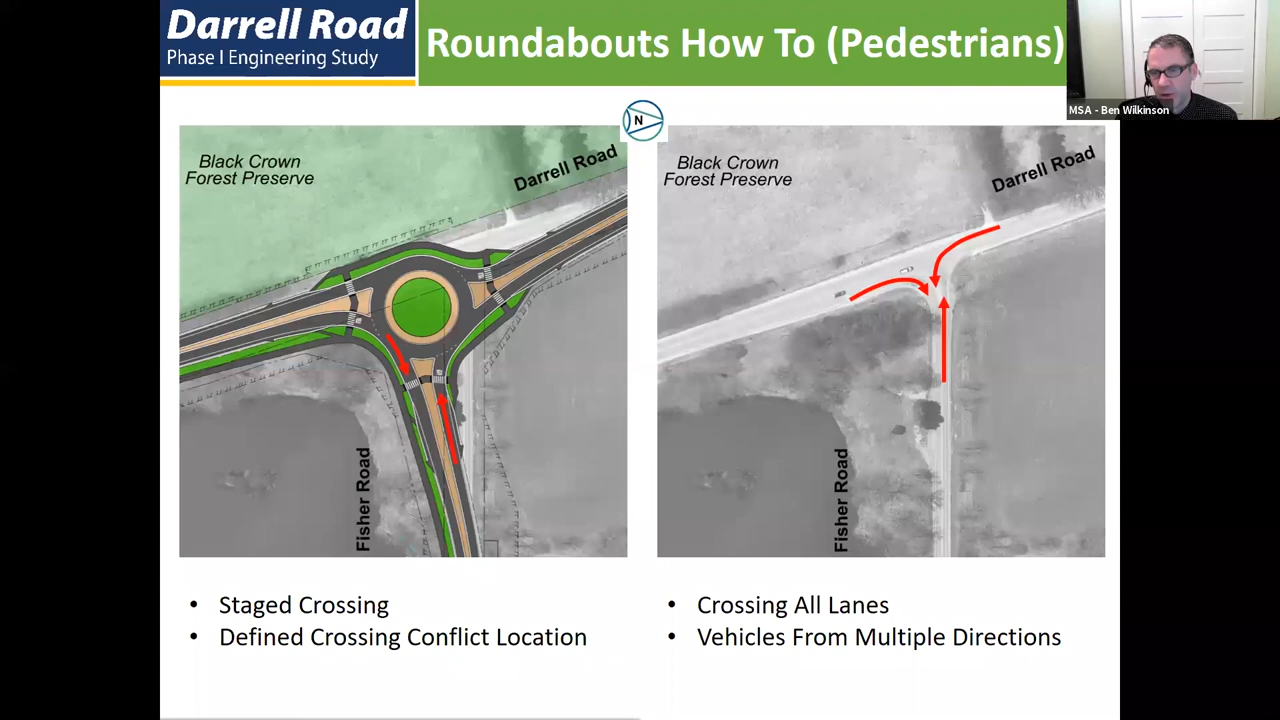 Darrell Road
Phase I Engineering Study
Roundabouts How To (Pedestrians)
MSA - Ben Wilkinson
N
Black Crown
Forest Preserve
Darrell Road
Fisher Road
Black Crown
Forest Preserve
Darrell Road
Fisher Road
• Staged Crossing
• Defined Crossing Conflict Location
• Crossing All Lanes
• Vehicles From Multiple Directions